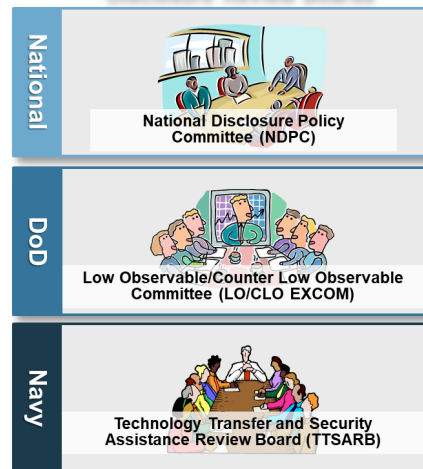 National
National Disclosure Policy
Committee (NDPC)
DoD
Low Observable/Counter Low Observable
Committee (LO/CLO EXCOM)
Navy
Technology Transfer and Security
Assistance Review Board (TTSARB)